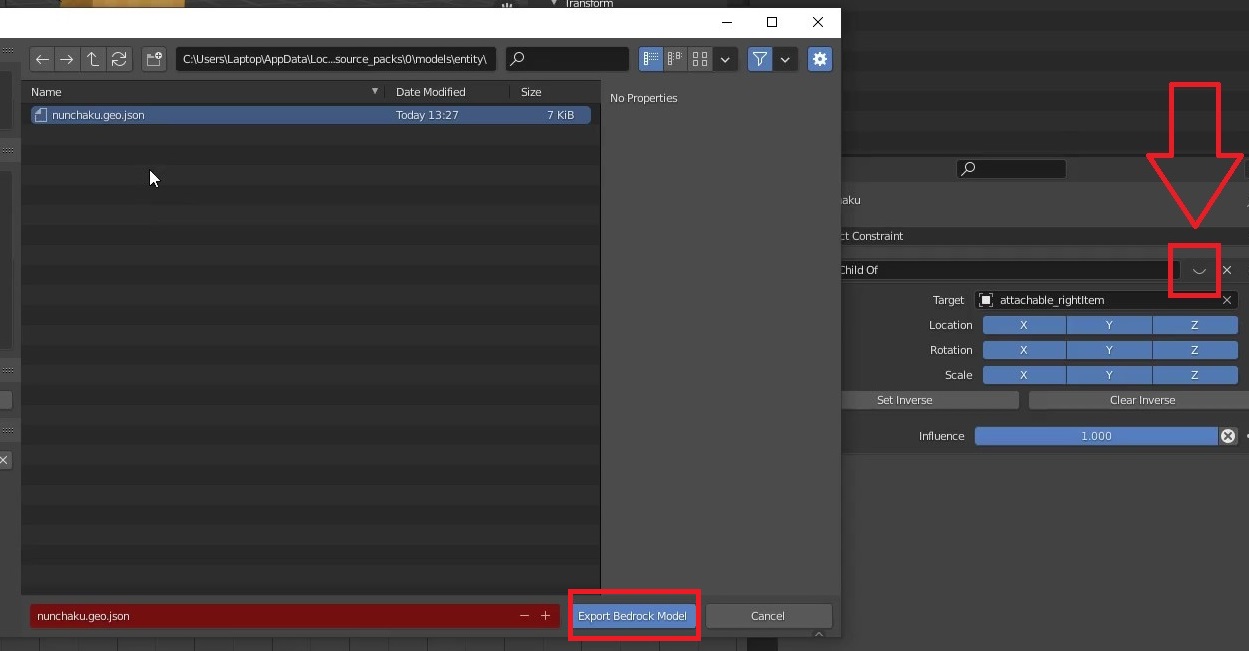 Transform
C:\Users\Laptop\AppData\Loc...source_packs\0\models\entity\
Name Date Modified Size
No Properties
nunchaku.geo.json Today 13:27 7 KiB
nunchaku.geo.json
Export Bedrock Model
Cancel
aku
ct Constraint
Child Of
Target attachable_rightItem
Location X Y Z
Rotation X Y Z
Scale X Y Z
Set Inverse Clear Inverse
Influence 1.000